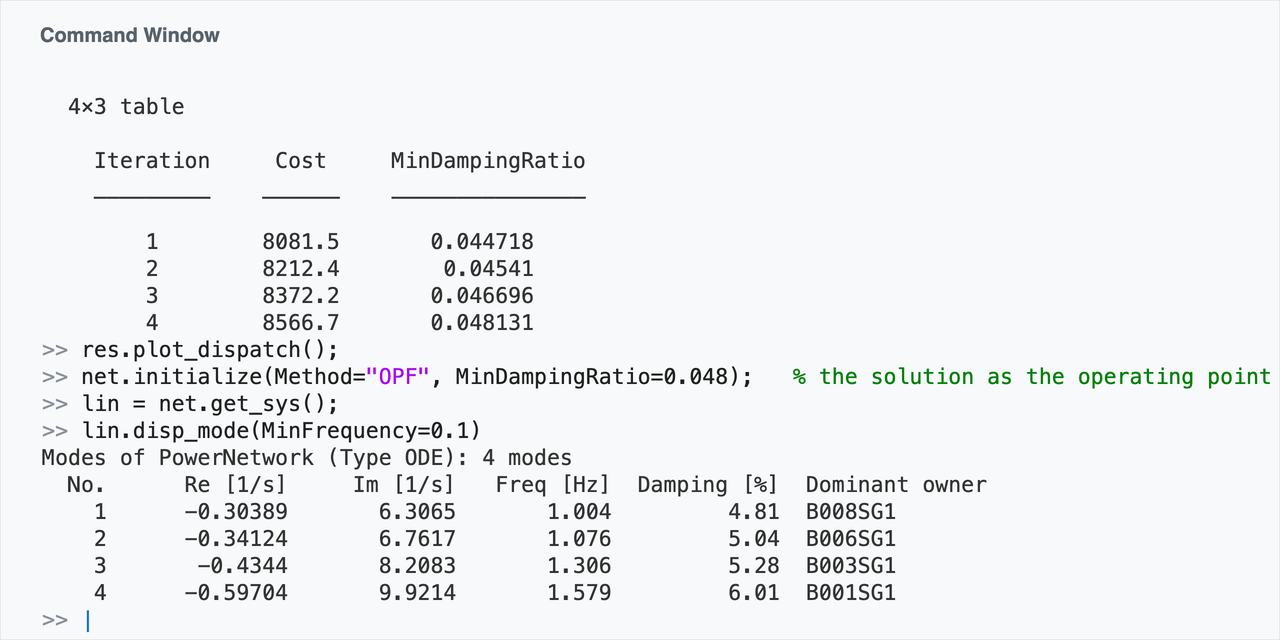 Command Window
4×3 table
Iteration Cost MinDampingRatio
1 8081.5 0.044718
2 8212.4 0.04541
3 8372.2 0.046696
4 8566.7 0.048131
>> res.plot_dispatch();
>> net.initialize(Method="OPF", MinDampingRatio=0.048); % the solution as the operating point
>> lin = net.get_sys();
>> lin.disp_mode(MinFrequency=0.1)
Modes of PowerNetwork (Type ODE): 4 modes
No. Re [1/s] Im [1/s] Freq [Hz] Damping [%] Dominant owner
1 -0.30389 6.3065 1.004 4.81 B008SG1
2 -0.34124 6.7617 1.076 5.04 B006SG1
3 -0.4344 8.2083 1.306 5.28 B003SG1
4 -0.59704 9.9214 1.579 6.01 B001SG1
>>